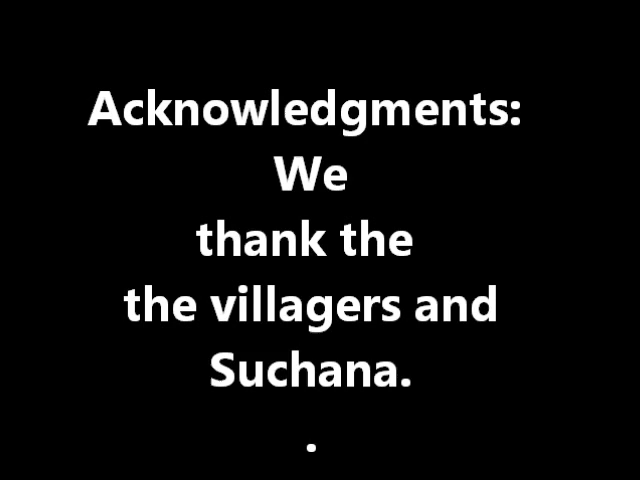 Acknowledgments:
We
thank the
the villagers and
Suchana.
.